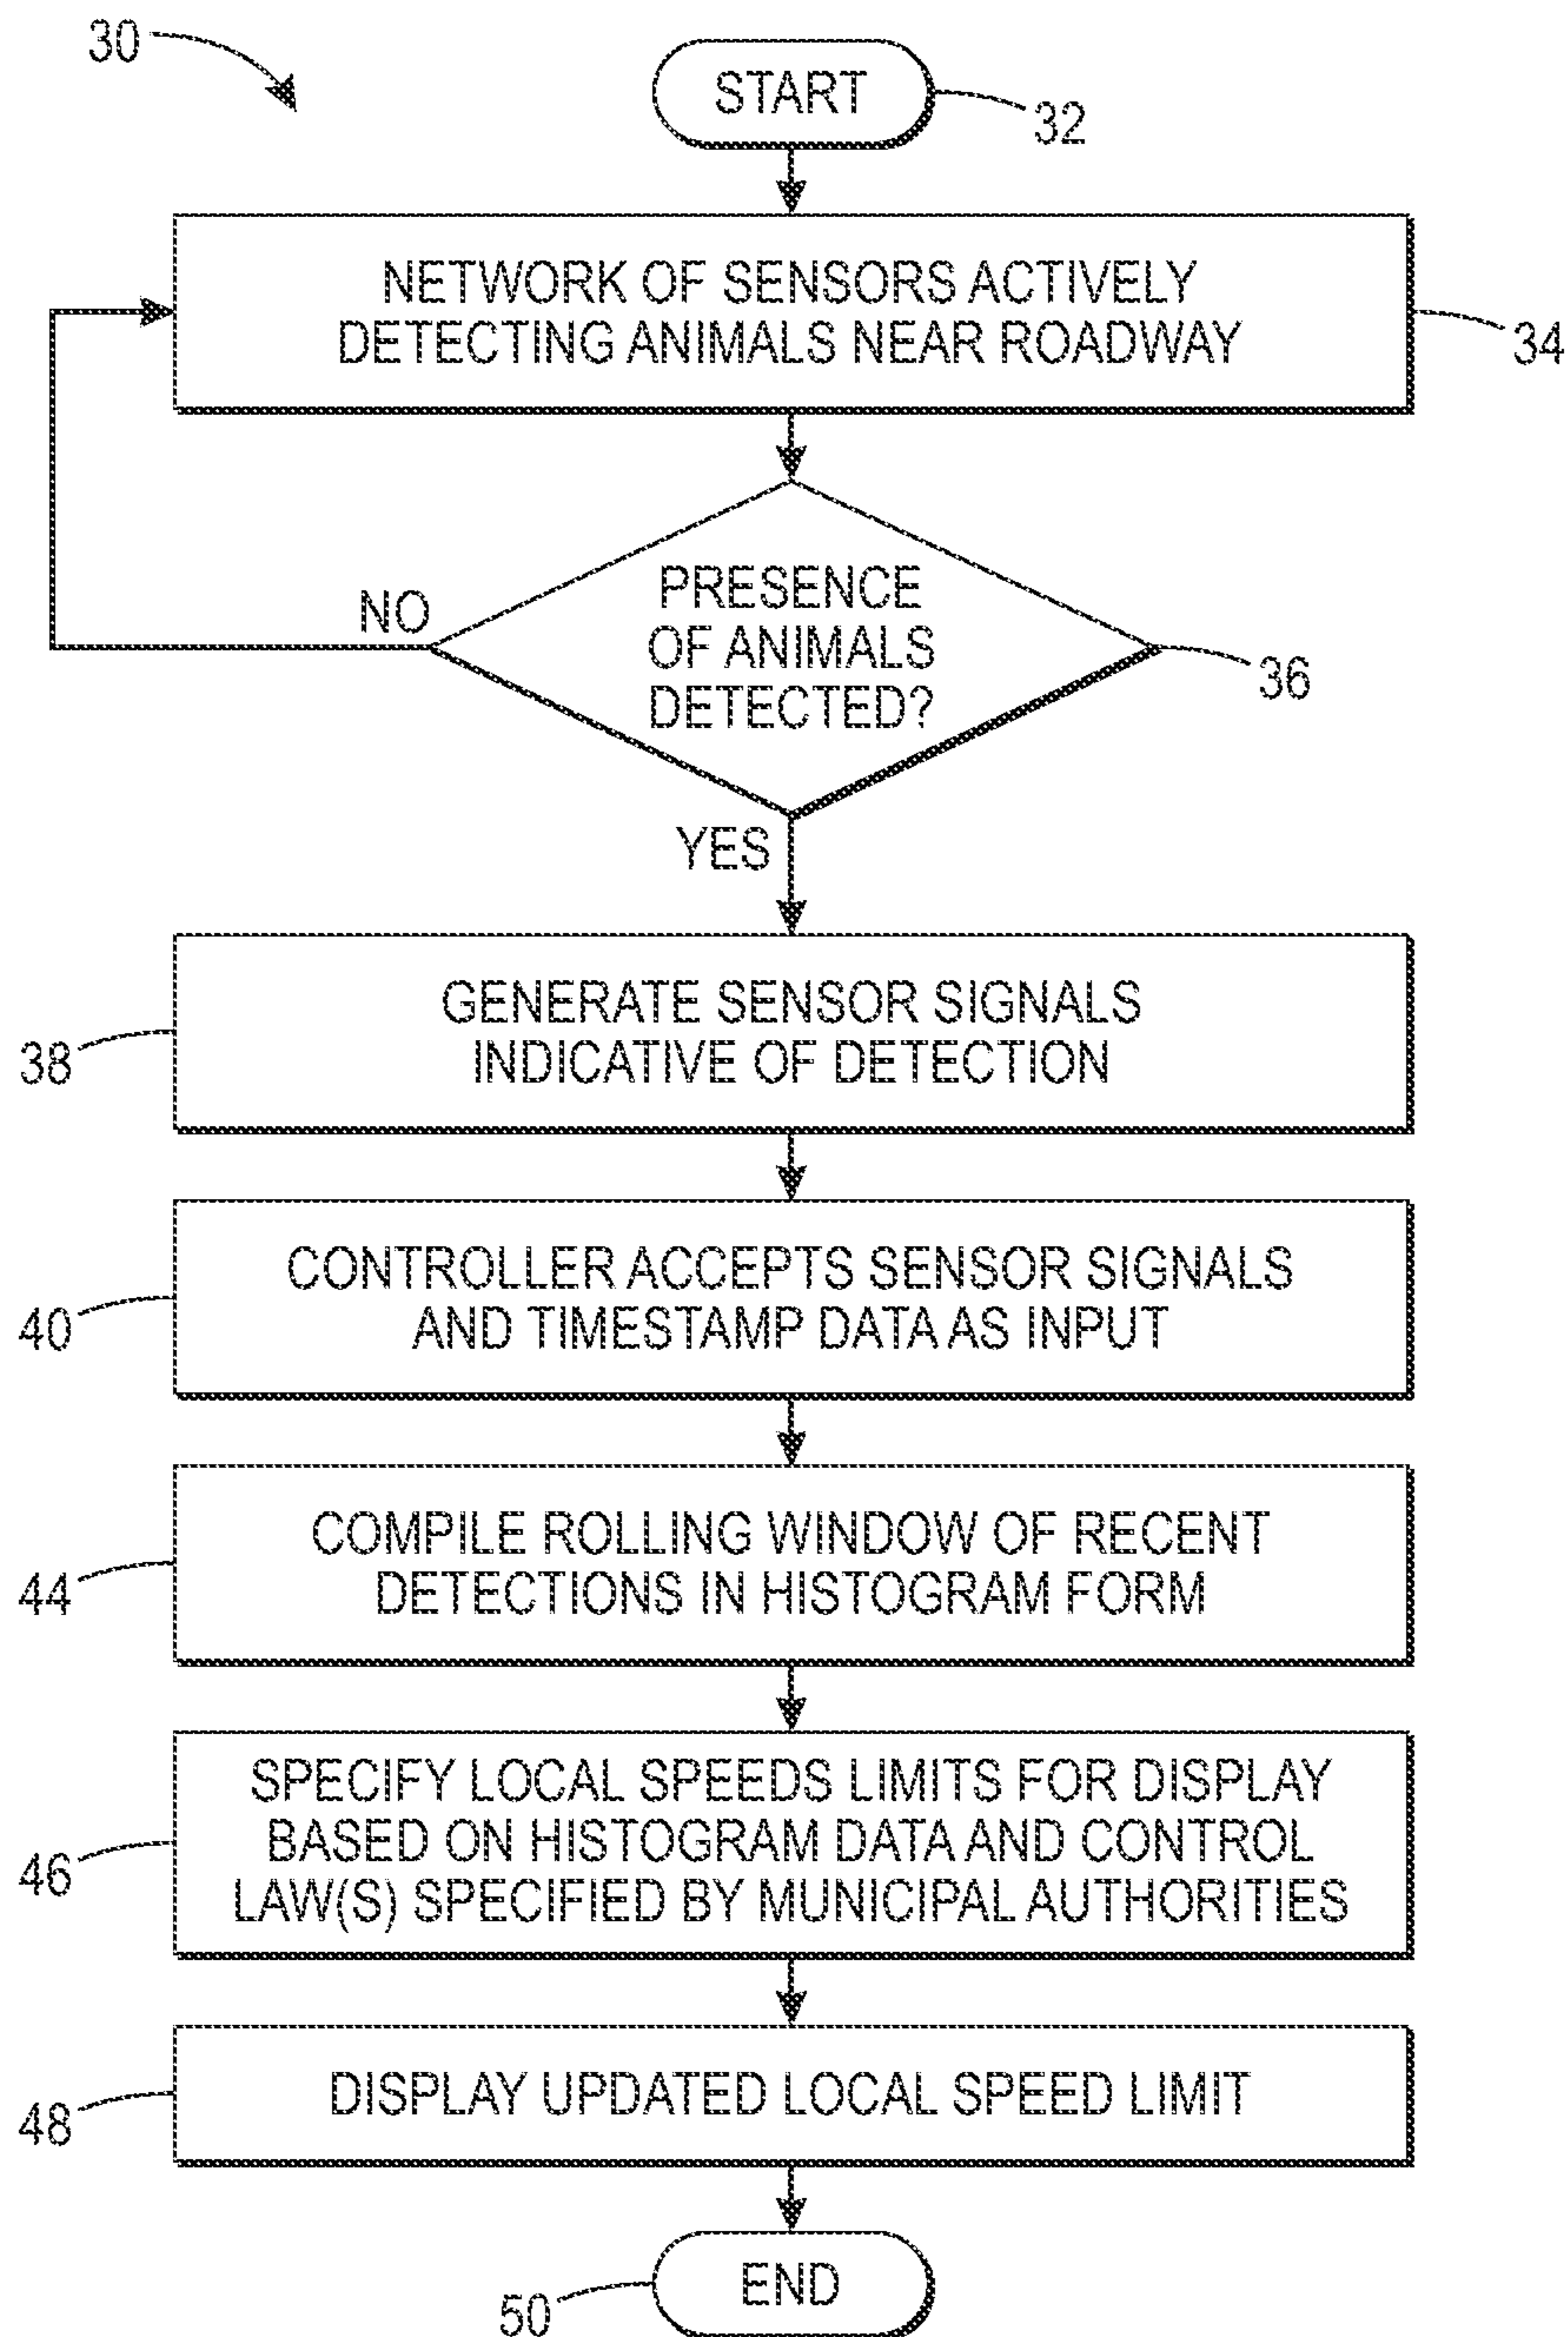 30
START
32
NETWORK OF SENSORS ACTIVELY
DETECTING ANIMALS NEAR ROADWAY
34
NO
PRESENCE
OF ANIMALS
DETECTED?
36
YES
GENERATE SENSOR SIGNALS
INDICATIVE OF DETECTION
38
CONTROLLER ACCEPTS SENSOR SIGNALS
AND TIMESTAMP DATA AS INPUT
40
COMPILE ROLLING WINDOW OF RECENT
DETECTIONS IN HISTOGRAM FORM
44
SPECIFY LOCAL SPEEDS LIMITS FOR DISPLAY
BASED ON HISTOGRAM DATA AND CONTROL
LAW(S) SPECIFIED BY MUNICIPAL AUTHORITIES
46
DISPLAY UPDATED LOCAL SPEED LIMIT
48
END
50